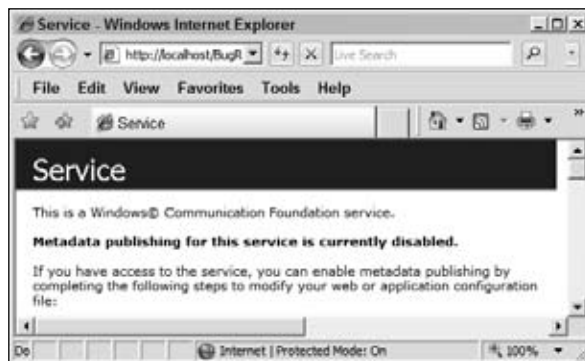 Service - Windows Internet Explorer
http://localhost/BugR
Live Search
File Edit View Favorites Tools Help
Service
Service
This is a Windows© Communication Foundation service.
Metadata publishing for this service is currently disabled.
If you have access to the service, you can enable metadata publishing by
completing the following steps to modify your web or application configuration
file:
Do
Internet | Protected Mode: On
100%